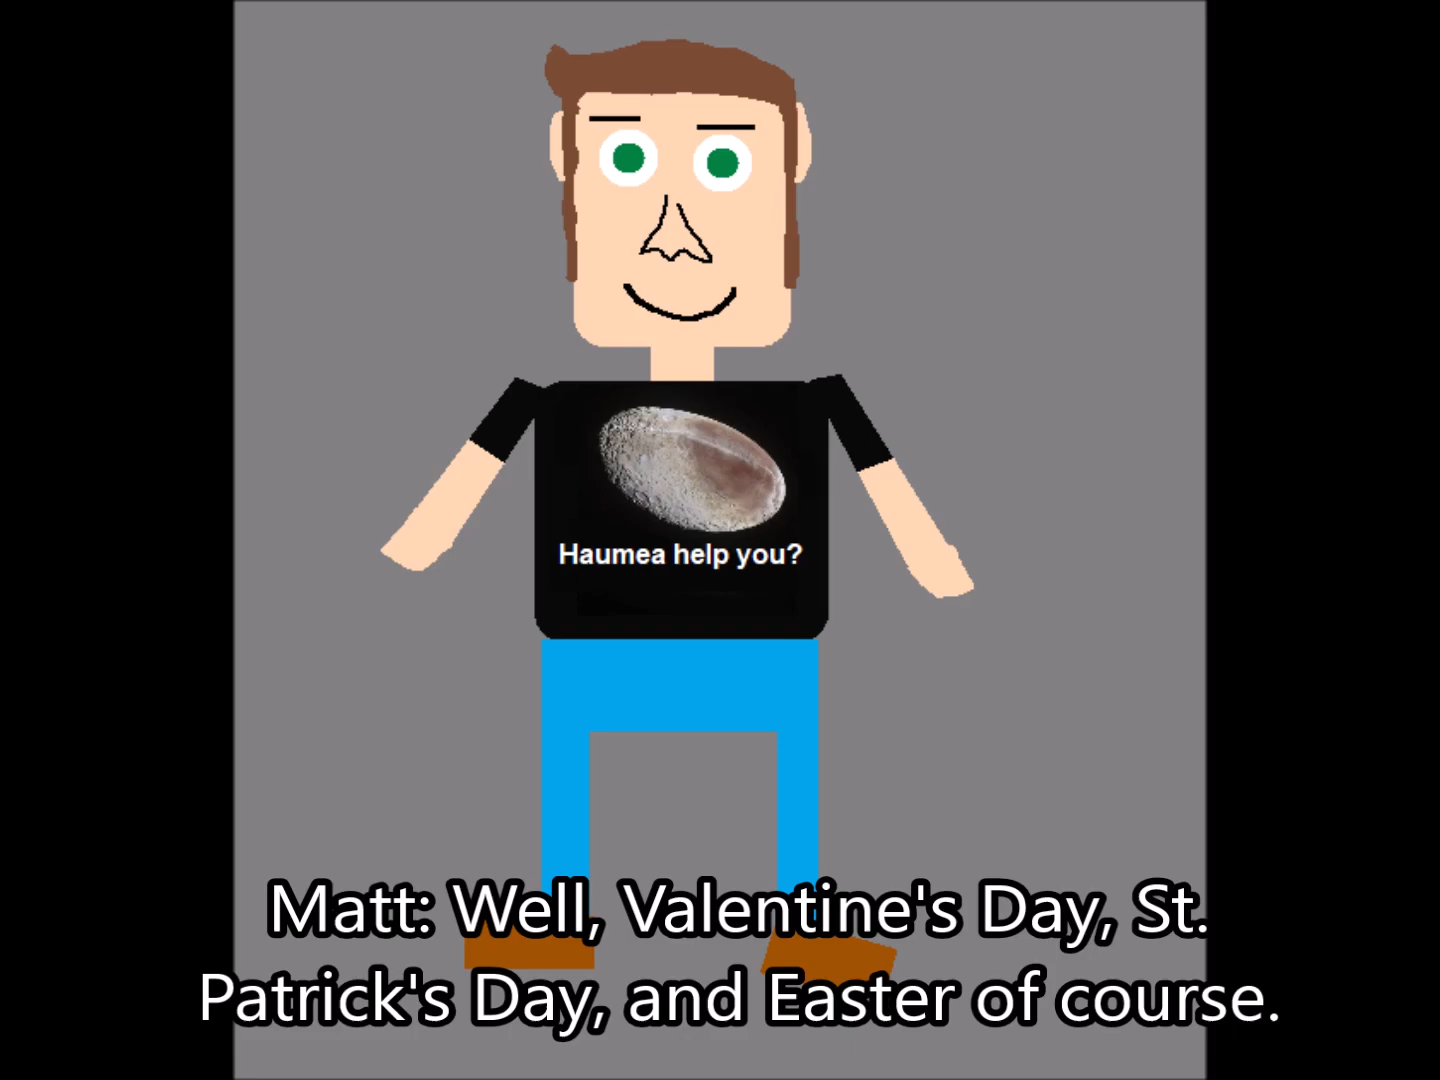 Haumea help you?
Matt: Well, Valentine's Day, St.
Patrick's Day, and Easter of course.